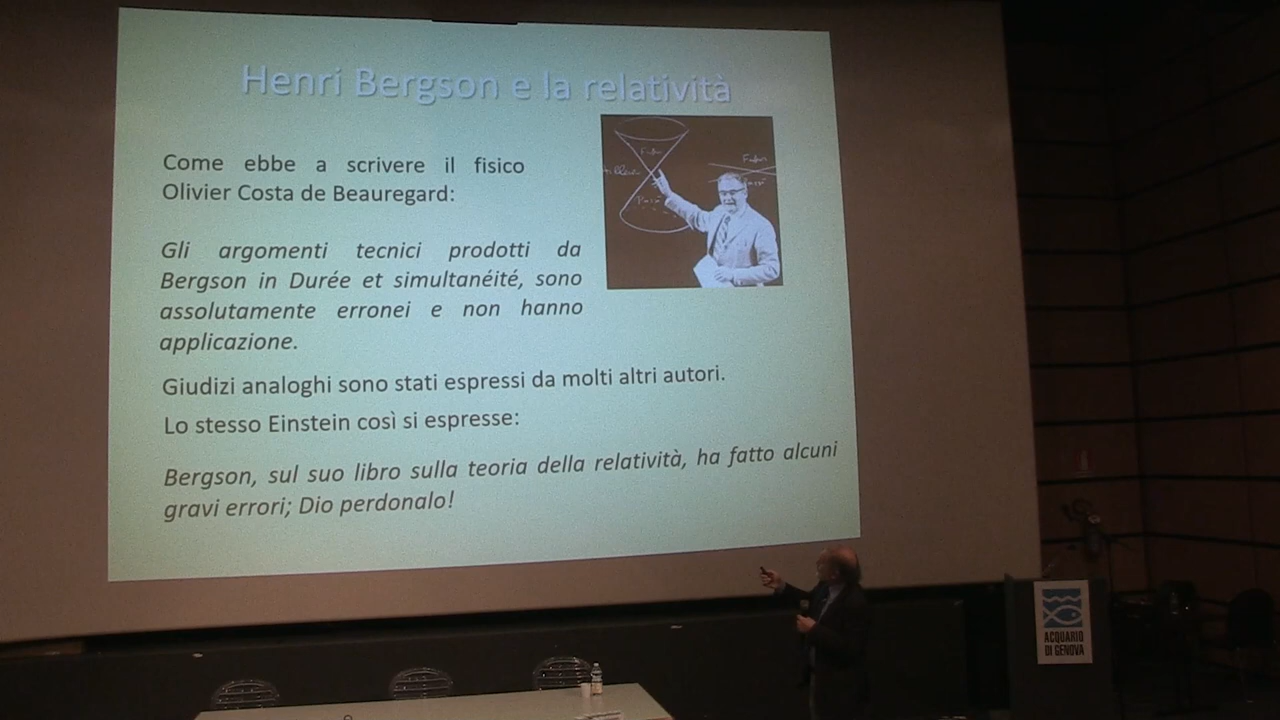 Henri Bergson e la relatività
Come ebbe a scrivere il fisico
Olivier Costa de Beauregard:
Gli argomenti tecnici prodotti da
Bergson in Durée et simultanéité, sono
assolutamente erronei e non hanno
applicazione.
Giudizi analoghi sono stati espressi da molti altri autori.
Lo stesso Einstein così si espresse:
Bergson, sul suo libro sulla teoria della relatività, ha fatto alcuni
gravi errori; Dio perdonalo!
ACQUARIO
DI GENOVA